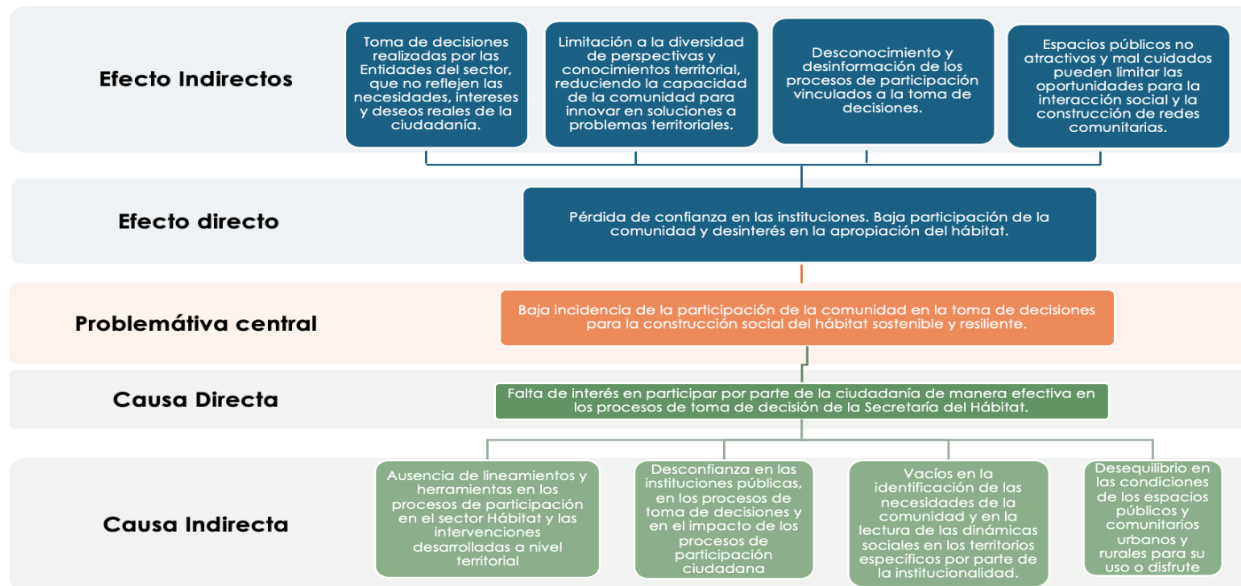 Efecto Indirectos
Toma de decisiones
realizadas por las
Entidades del sector,
que no reflejen las
necesidades, intereses
y deseos reales de la
ciudadanía.
Limitación a la diversidad
de perspectivas y
conocimientos territorial,
reduciendo la capacidad
de la comunidad para
innovar en soluciones a
problemas territoriales.
Desconocimiento y
desinformación de los
procesos de participación
vinculados a la toma de
decisiones.
Espacios públicos no
atractivos y mal cuidados
pueden limitar las
oportunidades para la
interacción social y la
construcción de redes
comunitarias.
Efecto directo
Pérdida de confianza en las instituciones. Baja participación de la
comunidad y desinterés en la apropiación del hábitat.
Problemátiva central
Baja incidencia de la participación de la comunidad en la toma de decisiones
para la construcción social del hábitat sostenible y resiliente.
Causa Directa
Falta de interés en participar por parte de la ciudadanía de manera efectiva en
los procesos de toma de decisión de la Secretaría del Hábitat.
Causa Indirecta
Ausencia de lineamientos y
herramientas en los
procesos de participación
en el sector Hábitat y las
intervenciones
desarrolladas a nivel
territorial
Desconfianza en las
instituciones públicas,
en los procesos de
toma de decisiones y
en el impacto de los
procesos de
participación
ciudadana
Vacíos en la
identificación de las
necesidades de la
comunidad y en la
lectura de las dinámicas
sociales en los territorios
específicos por parte de
la institucionalidad.
Desequilibrio en
las condiciones
de los espacios
públicos y
comunitarios
urbanos y
rurales para su
uso o disfrute